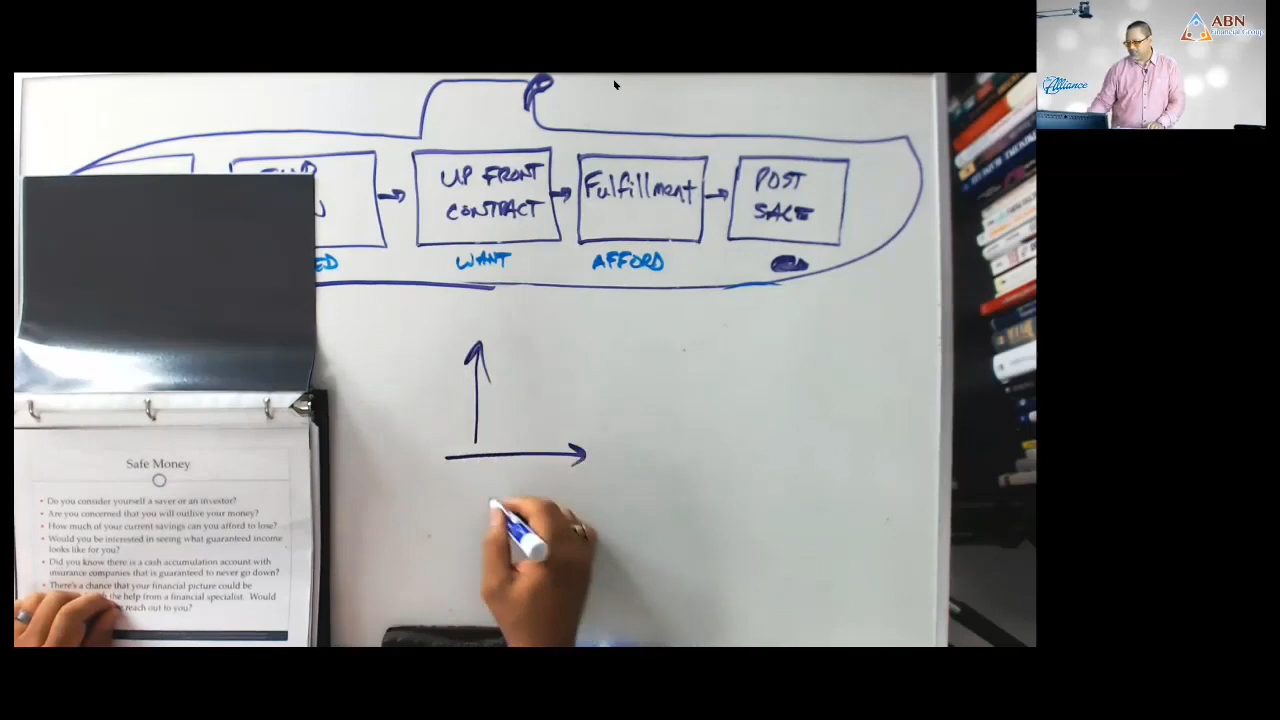 ABN
Financial Group
Alliance
UP FRONT
CONTRACT
Fulfillment
POST
SALE
WANT
AFFORD
Safe Money
• Do you consider yourself a saver or an investor?
• Are you concerned that you will outlive your money?
• How much of your current savings can you afford to lose?
• Would you be interested in seeing what guaranteed income
looks like for you?
• Did you know there is a cash accumulation account with
insurance companies that is guaranteed to never go down?
• There's a chance that your financial picture could be
the help from a financial specialist. Would
reach out to you?